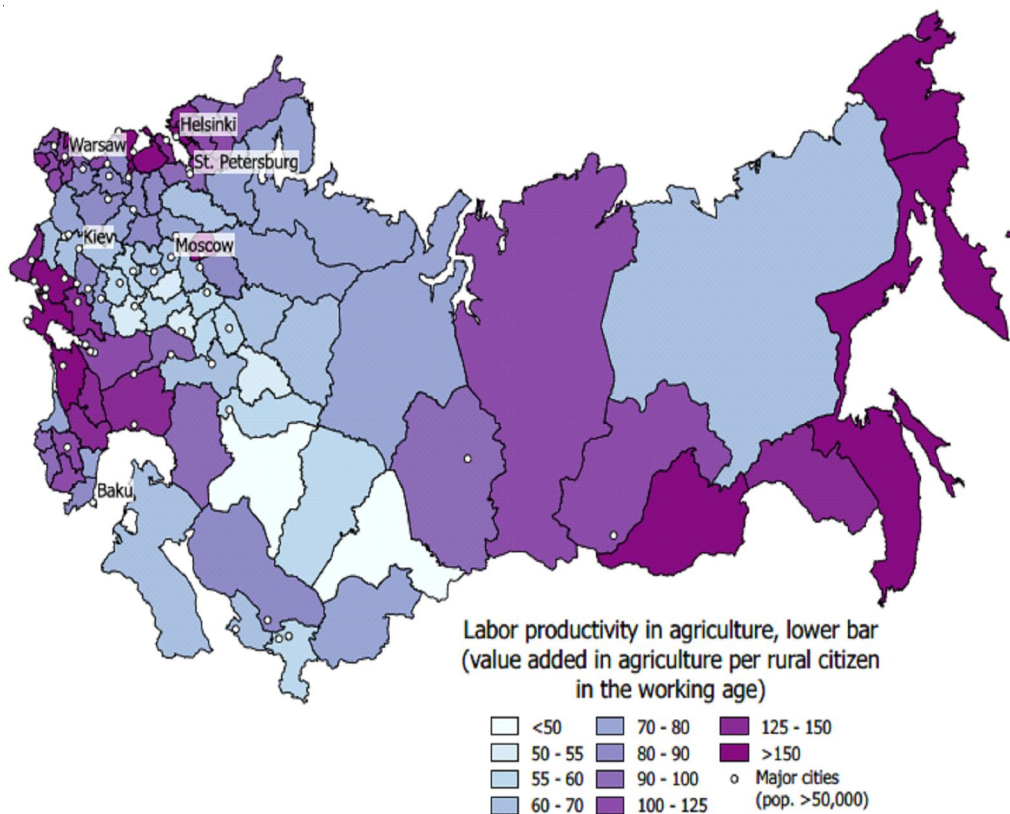 Helsinki
Warsaw
St. Petersburg
Kiev
Moscow
Baku
Labor productivity in agriculture, lower bar
(value added in agriculture per rural citizen
in the working age)
<50
70 - 80
125 - 150
50 - 55
80 - 90
>150
55 - 60
90 - 100
Major cities
60 - 70
100 - 125
(pop. >50,000)